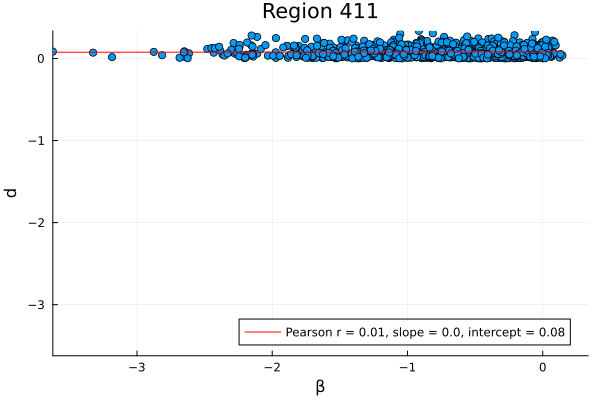 Region 411
d
0
−1
−2
−3
Pearson r = 0.01, slope = 0.0, intercept = 0.08
−3
−2
−1
0
β